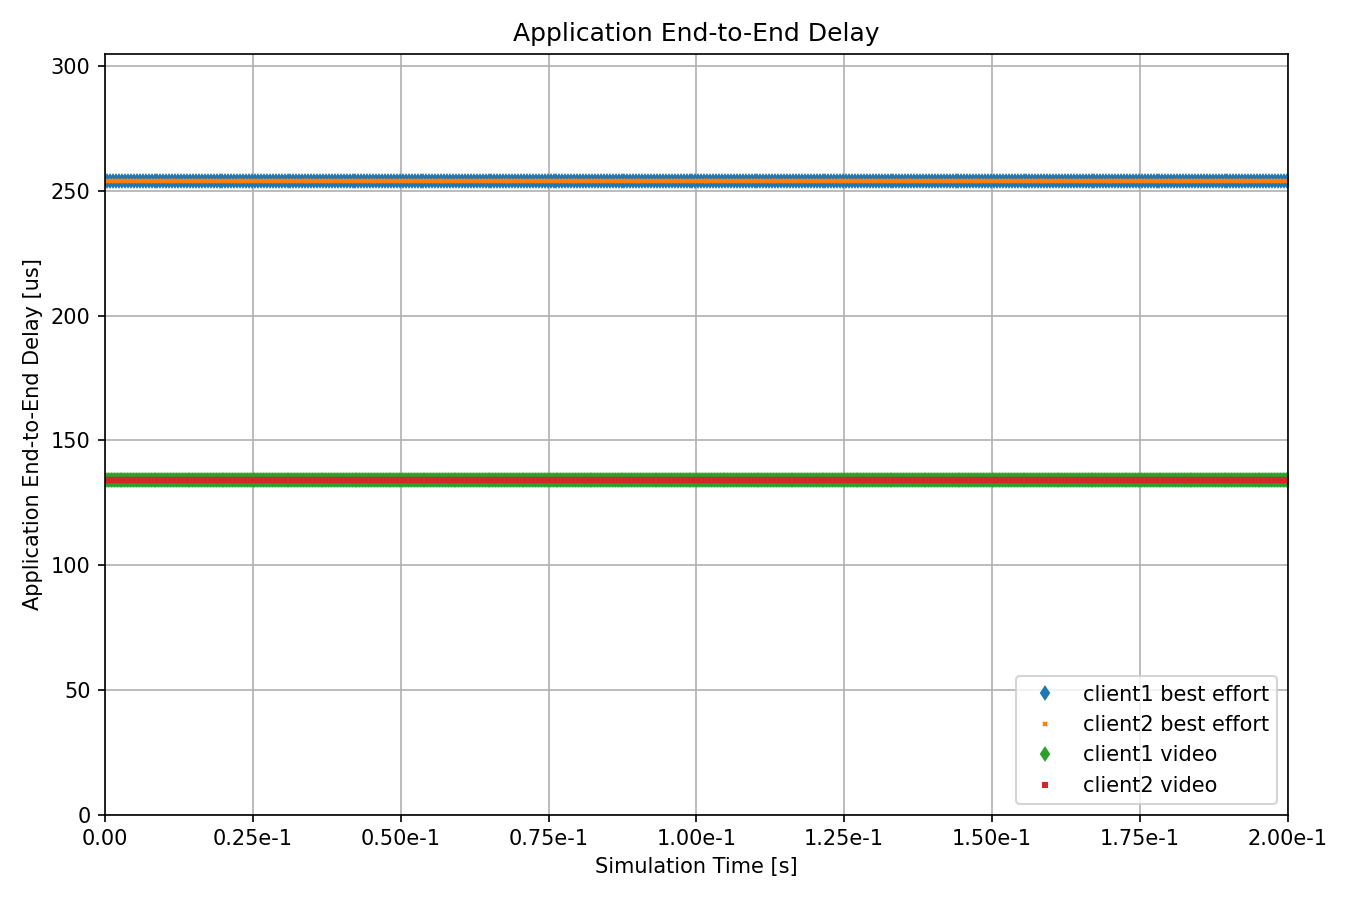 Application End-to-End Delay
300
250
200
150
100
50
0
Application End-to-End Delay [us]
0.00 0.25e-1 0.50e-1 0.75e-1 1.00e-1 1.25e-1 1.50e-1 1.75e-1 2.00e-1
Simulation Time [s]
client1 best effort
client2 best effort
client1 video
client2 video